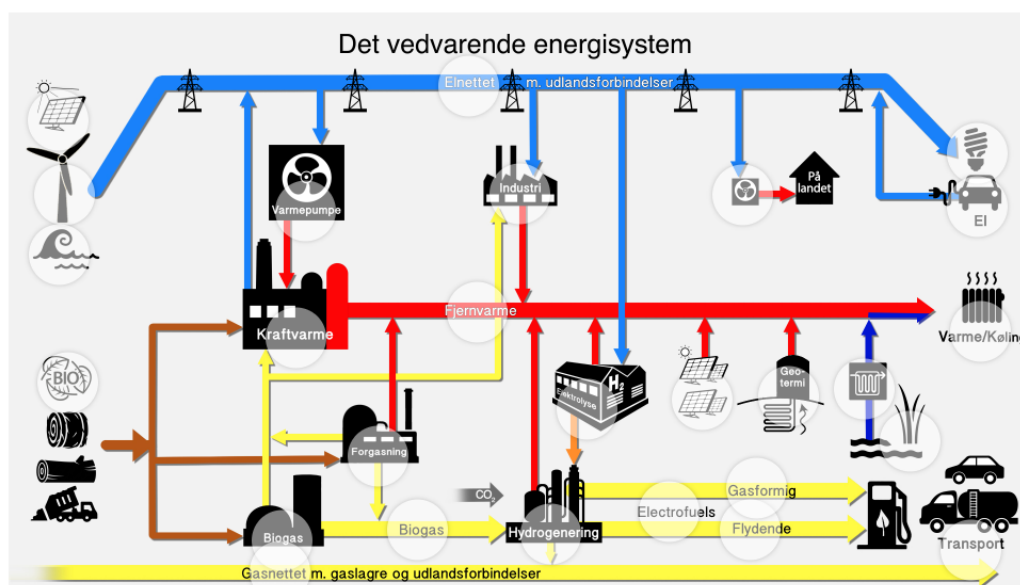 Det vedvarende energisystem
Elnettet m. udlandsforbindelser
Varmepumpe
Industri
På
landet
El
Kraftvarme
Fjernvarme
Varme/Køling
BIO
H2
Elektrolyse
Geo-
termi
Forgasning
CO2
Gasformig
Electrofuels
Biogas
Biogas
Hydrogenering
Flydende
Transport
Gasnettet m. gaslagre og udlandsforbindelser